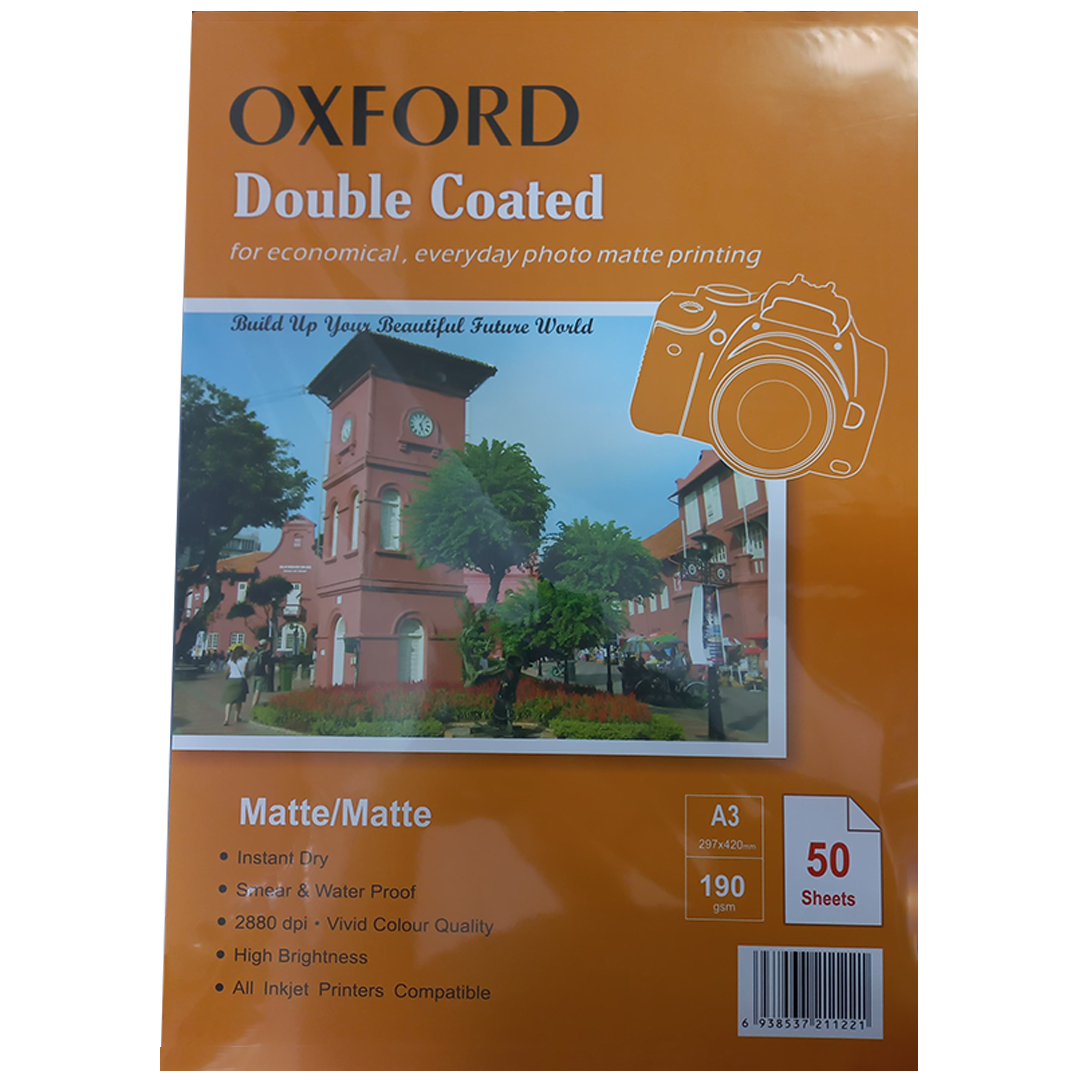 OXFORD
Double Coated
for economical , everyday photo matte printing
Build Up Your Beautiful Future World
Matte/Matte
• Instant Dry
• Smear & Water Proof
• 2880 dpi • Vivid Colour Quality
• High Brightness
• All Inkjet Printers Compatible
A3
297x420mm
190
gsm
50
Sheets
6 938537 211221